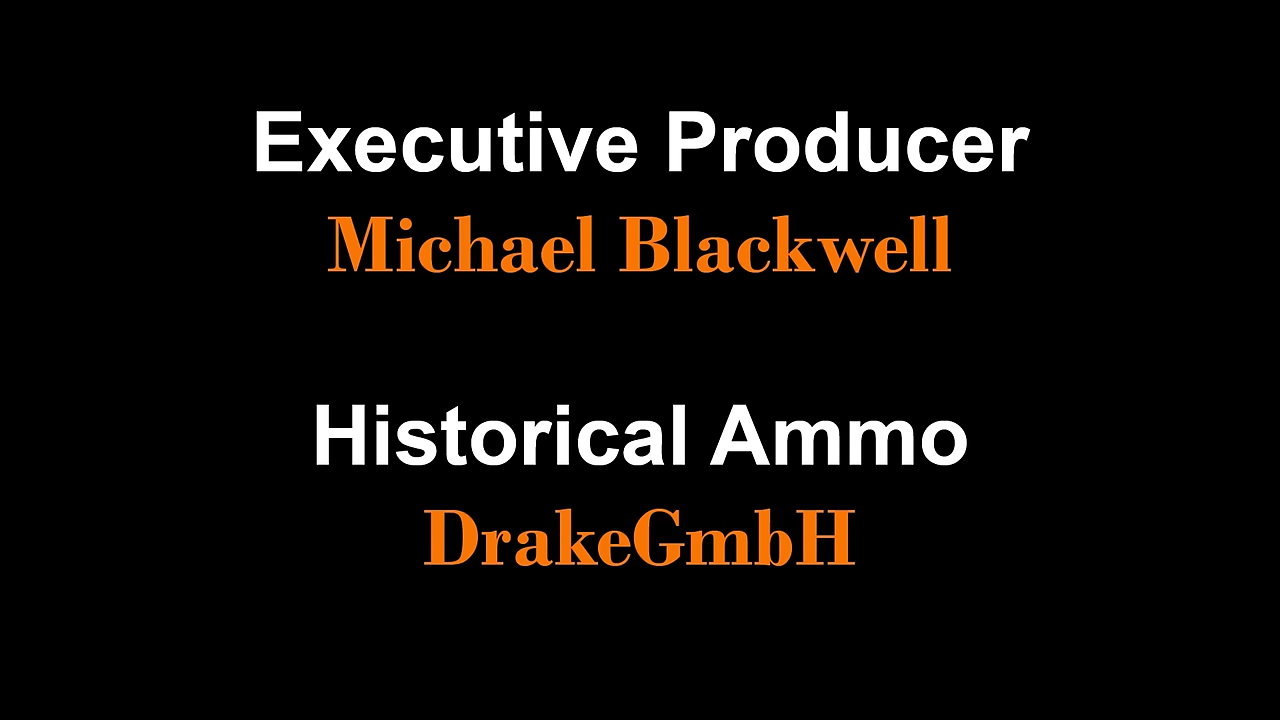 Executive Producer
Michael Blackwell
Historical Ammo
DrakeGmbH